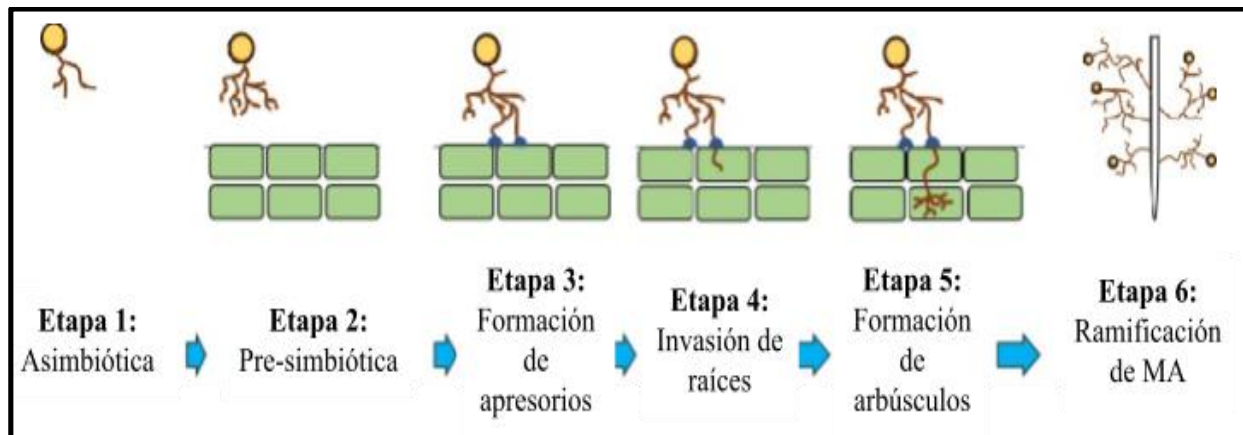 Etapa 1:
Asimbiótica
Etapa 2:
Pre-simbiótica
Etapa 3:
Formación
de
apresorios
Etapa 4:
Invasión de
raíces
Etapa 5:
Formación
de
arbúsculos
Etapa 6:
Ramificación
de MA